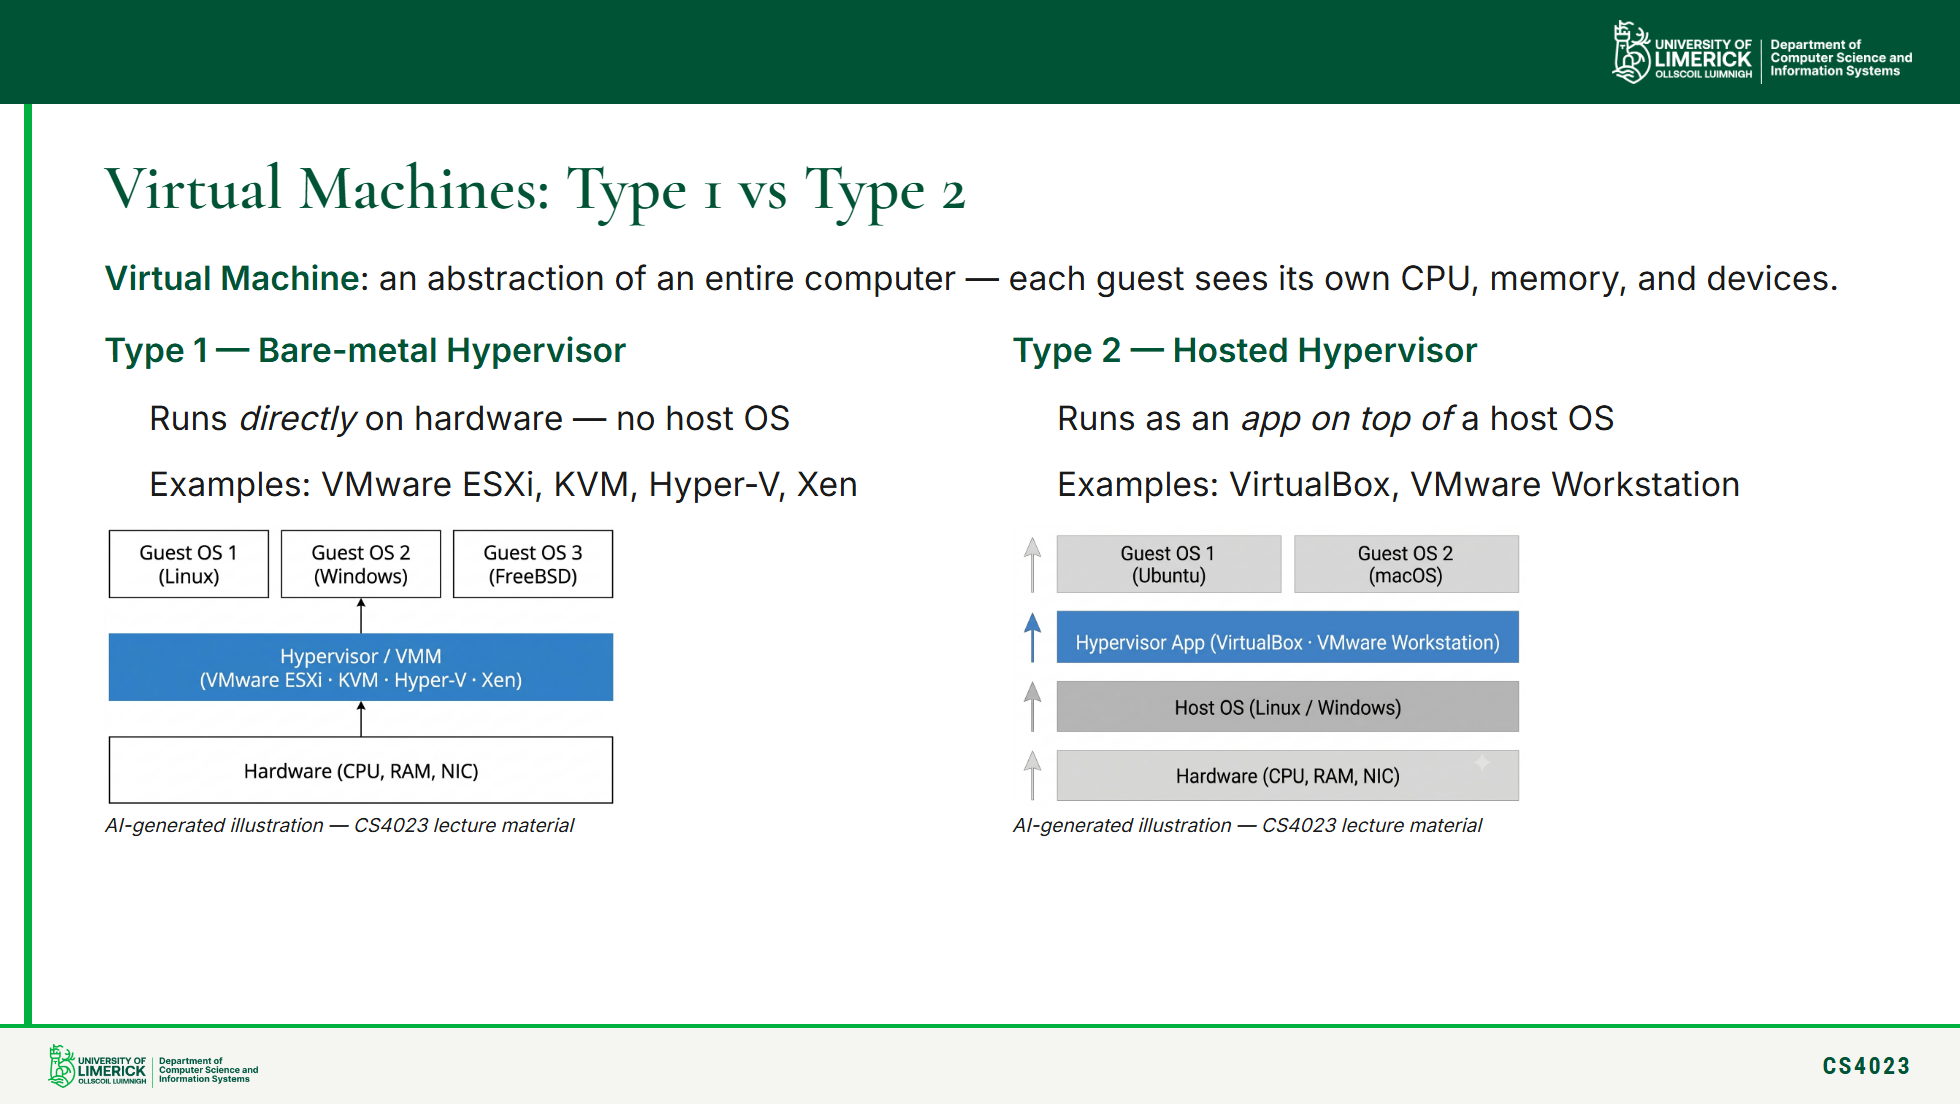 UNIVERSITY OF
LIMERICK
OLLSCOIL LUIMNIGH
Department of
Computer Science and
Information Systems
Virtual Machines: Type 1 vs Type 2
Virtual Machine: an abstraction of an entire computer — each guest sees its own CPU, memory, and devices.
Type 1 — Bare-metal Hypervisor
Runs directly on hardware — no host OS
Examples: VMware ESXi, KVM, Hyper-V, Xen
Guest OS 1
(Linux)
Guest OS 2
(Windows)
Guest OS 3
(FreeBSD)
Hypervisor / VMM
(VMware ESXi · KVM · Hyper-V · Xen)
Hardware (CPU, RAM, NIC)
AI-generated illustration — CS4023 lecture material
Type 2 — Hosted Hypervisor
Runs as an app on top of a host OS
Examples: VirtualBox, VMware Workstation
Guest OS 1
(Ubuntu)
Guest OS 2
(macOS)
Hypervisor App (VirtualBox · VMware Workstation)
Host OS (Linux / Windows)
Hardware (CPU, RAM, NIC)
AI-generated illustration — CS4023 lecture material
UNIVERSITY OF
LIMERICK
OLLSCOIL LUIMNIGH
Department of
Computer Science and
Information Systems
CS4023